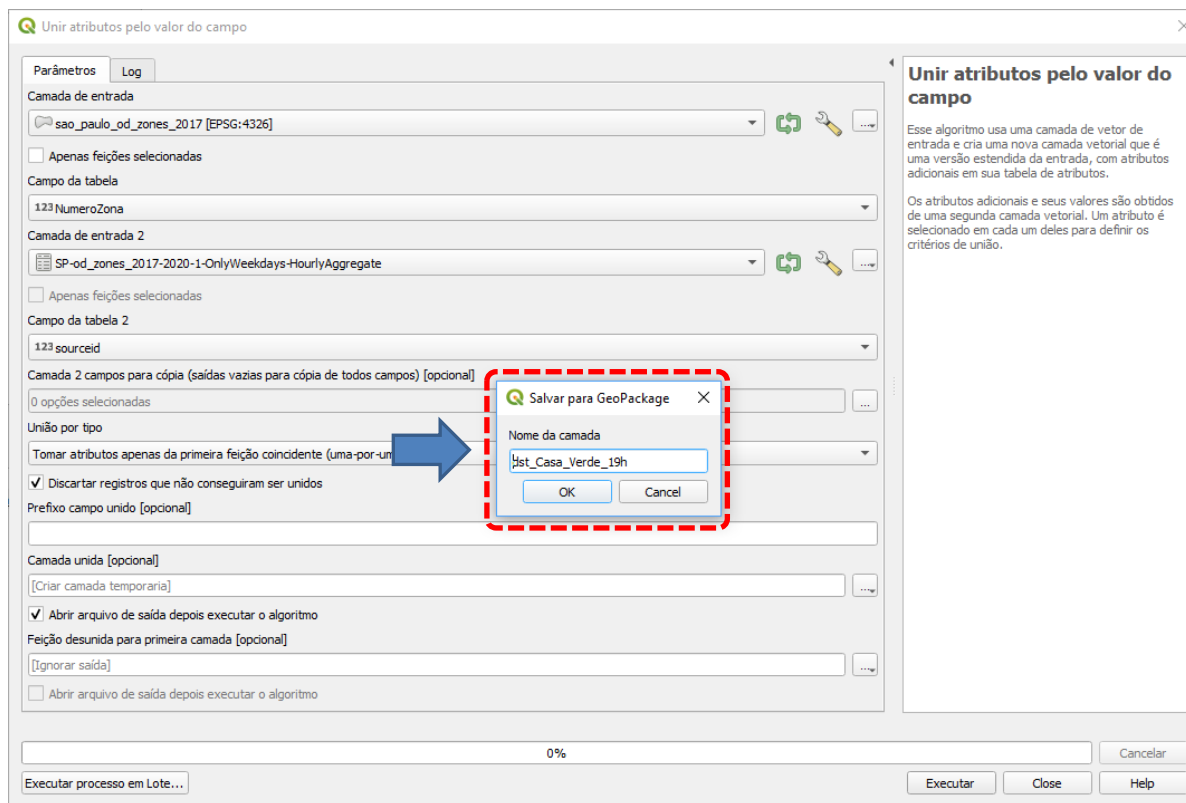 Unir atributos pelo valor do campo
Parâmetros
Log
Camada de entrada
sao_paulo_od_zones_2017 [EPSG:4326]
...
Apenas feições selecionadas
Campo da tabela
123 NumeroZona
Camada de entrada 2
SP-od_zones_2017-2020-1-OnlyWeekdays-HourlyAggregate
...
Apenas feições selecionadas
Campo da tabela 2
123 sourceid
Camada 2 campos para cópia (saídas vazias para cópia de todos campos) [opcional]
0 opções selecionadas
...
União por tipo
Tomar atributos apenas da primeira feição coincidente (uma-por-um
Discartar registros que não conseguiram ser unidos
Prefixo campo unido [opcional]
Camada unida [opcional]
[Criar camada temporaria]
...
Abrir arquivo de saída depois executar o algoritmo
Feição desunida para primeira camada [opcional]
[Ignorar saída]
...
Abrir arquivo de saída depois executar o algoritmo
0%
Cancelar
Executar processo em Lote...
Executar
Close
Help
Salvar para GeoPackage
Nome da camada
dst_Casa_Verde_19h
OK
Cancel
Unir atributos pelo valor do
campo
Esse algoritmo usa uma camada de vetor de
entrada e cria uma nova camada vetorial que é
uma versão estendida da entrada, com atributos
adicionais em sua tabela de atributos.
Os atributos adicionais e seus valores são obtidos
de uma segunda camada vetorial. Um atributo é
selecionado em cada um deles para definir os
critérios de união.